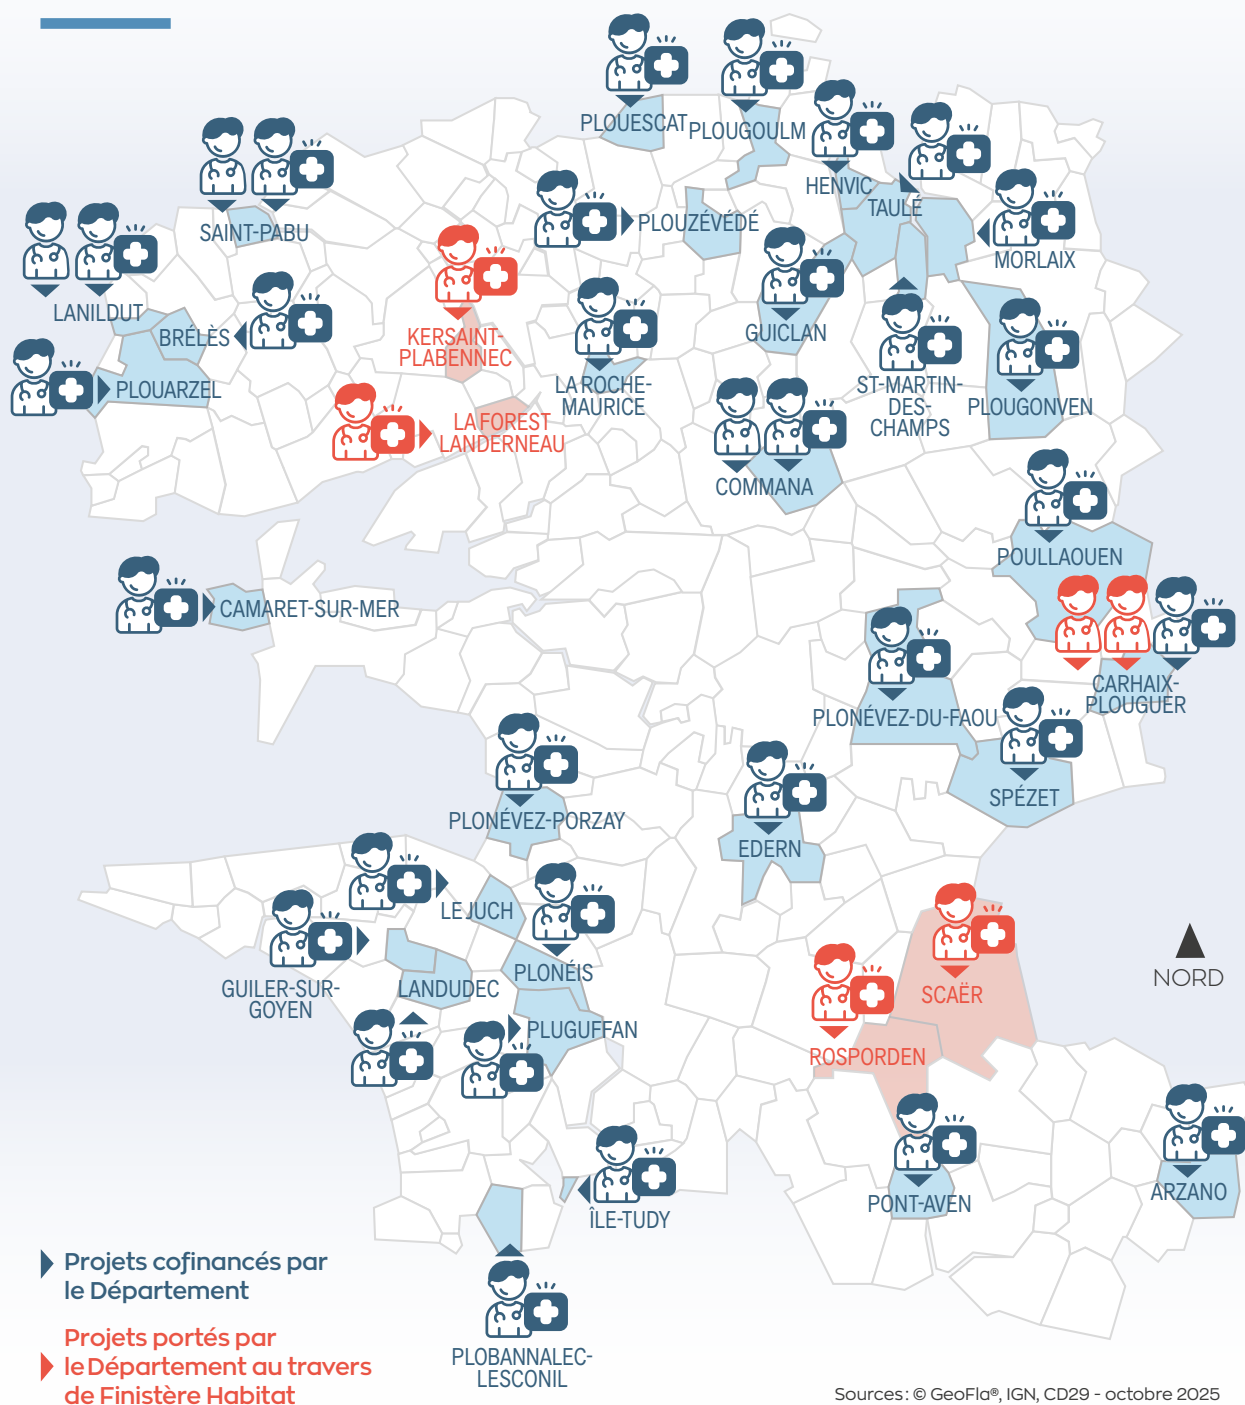 PLOUESCAT
PLOUGOULM
HENVIC
TAULÉ
SAINT-PABU
PLOUZÉVÉDÉ
MORLAIX
LANILDUT
BRÉLÈS
KERSAINT-
PLABENNEC
GUICLAN
PLOUARZEL
LA ROCHE-
MAURICE
ST-MARTIN-
DES-
CHAMPS
PLOUGONVEN
LA FOREST
LANDERNEAU
COMMANA
POULLAOUEN
CAMARET-SUR-MER
CARHAIX-
PLOUGUER
PLONÉVEZ-DU-FAOU
SPÉZET
PLONÉVEZ-PORZAY
EDERN
LE JUCH
PLONÉIS
GUILER-SUR-
GOYEN
LANDUDEC
NORD
SCAËR
PLUGUFFAN
ROSPORDEN
PONT-AVEN
ARZANO
ÎLE-TUDY
Projets cofinancés par
le Département
Projets portés par
le Département au travers
de Finistère Habitat
PLOBANNALEC-
LESCONIL
Sources : © GeoFla®, IGN, CD29 - octobre 2025